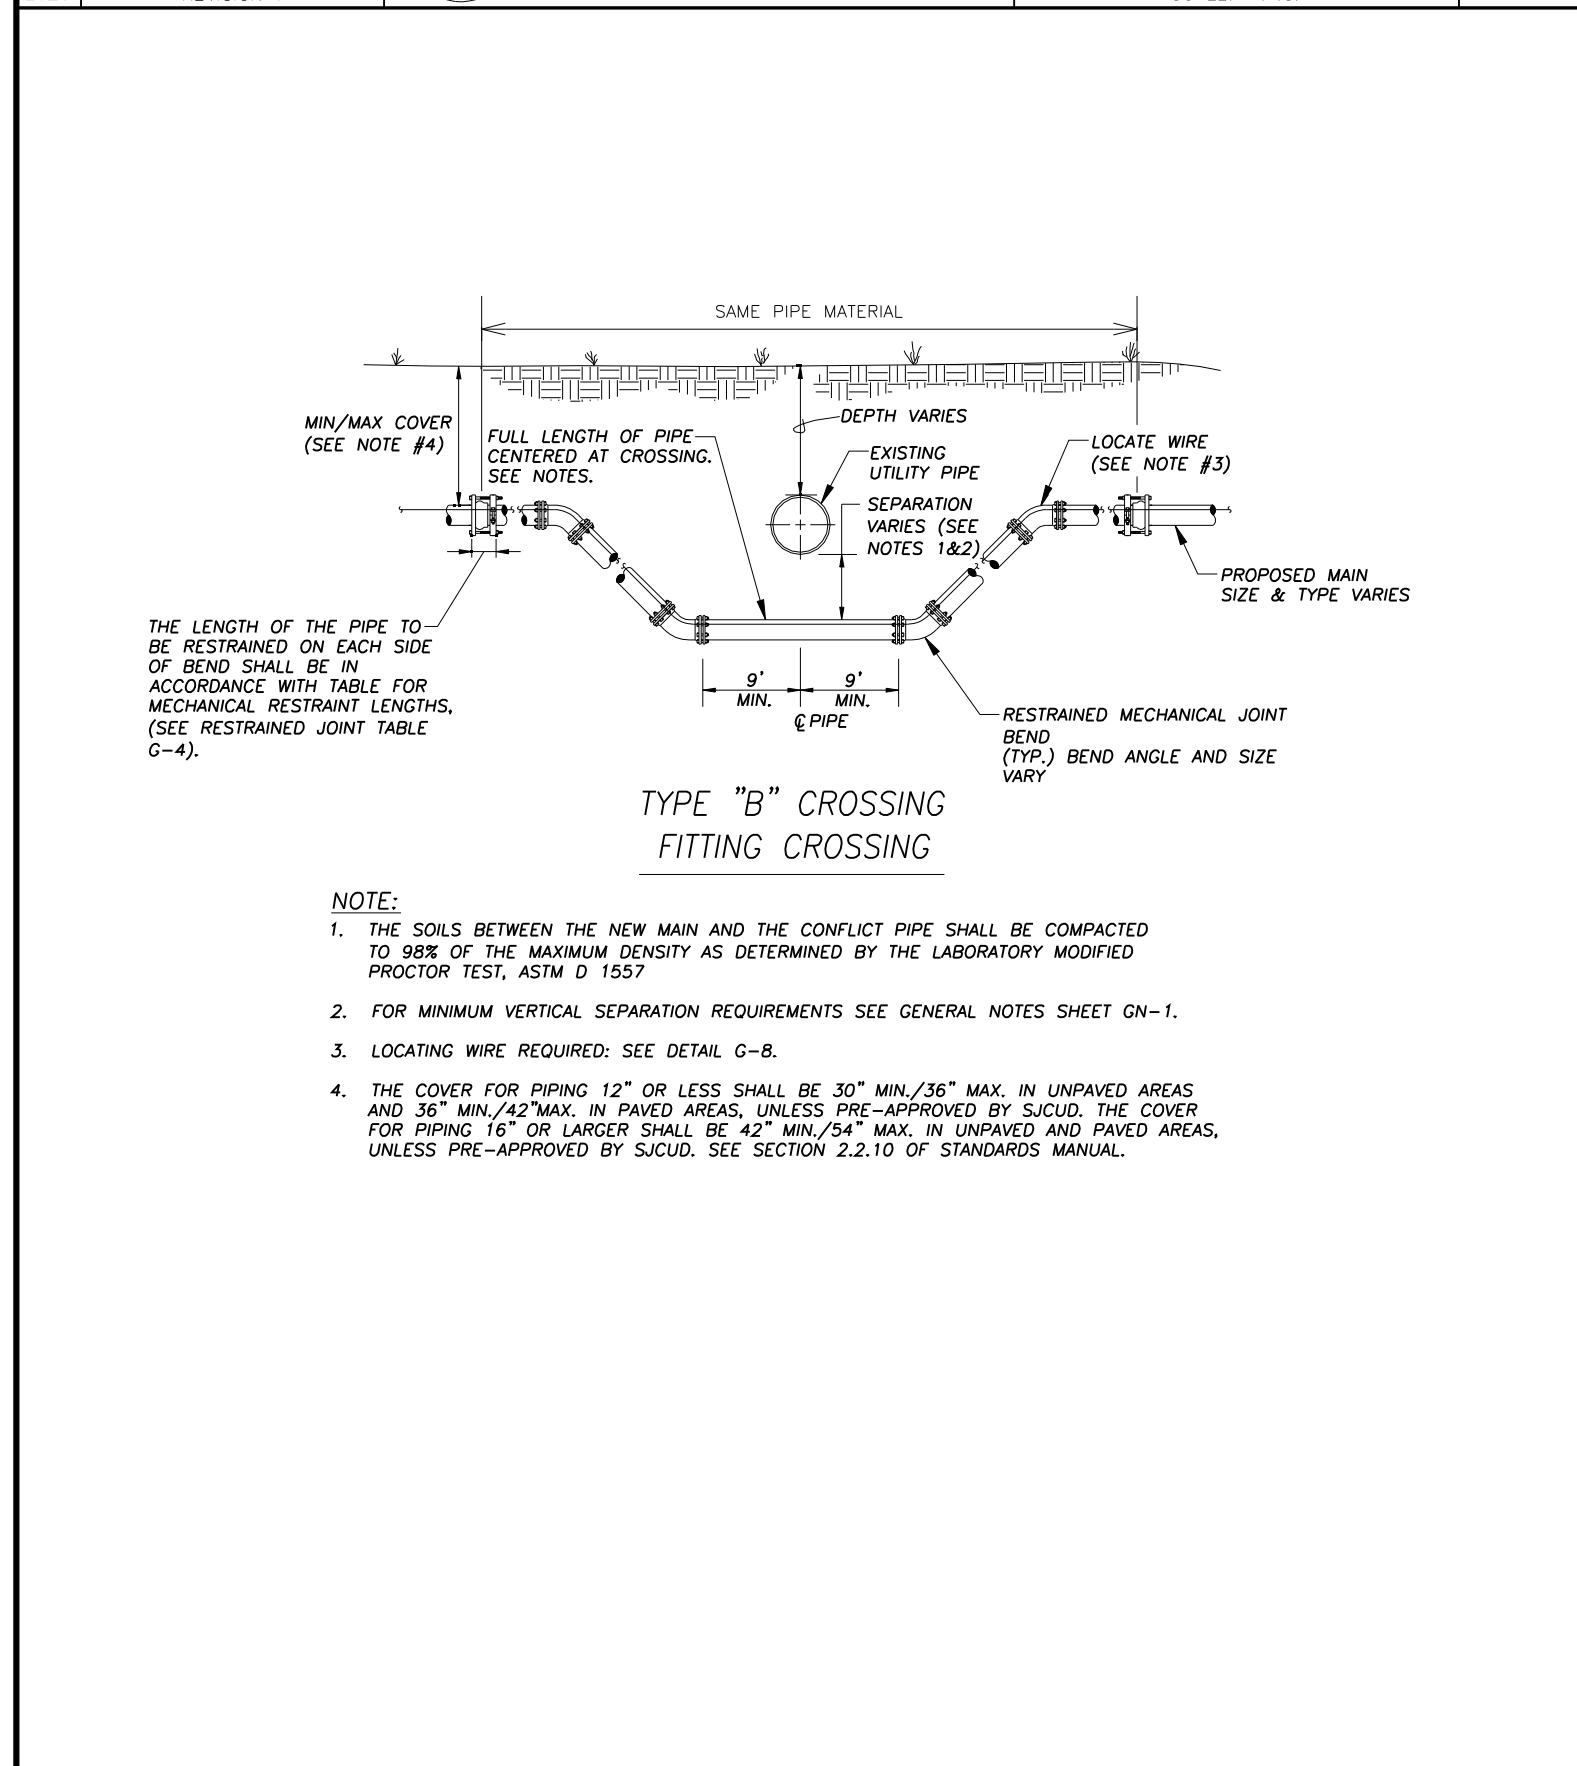 SAME PIPE MATERIAL
MIN/MAX COVER
(SEE NOTE #4)
FULL LENGTH OF PIPE
CENTERED AT CROSSING.
SEE NOTES.
DEPTH VARIES
EXISTING
UTILITY PIPE
SEPARATION
VARIES (SEE
NOTES 1&2)
LOCATE WIRE
(SEE NOTE #3)
PROPOSED MAIN
SIZE & TYPE VARIES
THE LENGTH OF THE PIPE TO
BE RESTRAINED ON EACH SIDE
OF BEND SHALL BE IN
ACCORDANCE WITH TABLE FOR
MECHANICAL RESTRAINT LENGTHS,
(SEE RESTRAINED JOINT TABLE
G-4).
9'
MIN.
9'
MIN.
℄ PIPE
RESTRAINED MECHANICAL JOINT
BEND
(TYP.) BEND ANGLE AND SIZE
VARY
TYPE "B" CROSSING
FITTING CROSSING
NOTE:
1. THE SOILS BETWEEN THE NEW MAIN AND THE CONFLICT PIPE SHALL BE COMPACTED
TO 98% OF THE MAXIMUM DENSITY AS DETERMINED BY THE LABORATORY MODIFIED
PROCTOR TEST, ASTM D 1557
2. FOR MINIMUM VERTICAL SEPARATION REQUIREMENTS SEE GENERAL NOTES SHEET GN-1.
3. LOCATING WIRE REQUIRED: SEE DETAIL G-8.
4. THE COVER FOR PIPING 12" OR LESS SHALL BE 30" MIN./36" MAX. IN UNPAVED AREAS
AND 36" MIN./42"MAX. IN PAVED AREAS, UNLESS PRE-APPROVED BY SJCUD. THE COVER
FOR PIPING 16" OR LARGER SHALL BE 42" MIN./54" MAX. IN UNPAVED AND PAVED AREAS,
UNLESS PRE-APPROVED BY SJCUD. SEE SECTION 2.2.10 OF STANDARDS MANUAL.